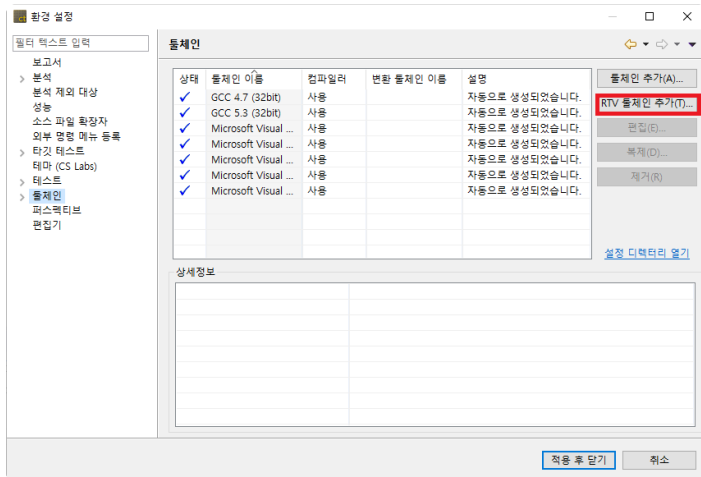 환경 설정
필터 텍스트 입력
보고서
분석
분석 제외 대상
성능
소스 파일 확장자
외부 명령 메뉴 등록
타깃 테스트
테마 (CS Labs)
테스트
툴체인
퍼스펙티브
편집기
툴체인
상태 툴체인 이름 컴파일러 변환 툴체인 이름 설명
GCC 4.7 (32bit) 사용 자동으로 생성되었습니다.
GCC 5.3 (32bit) 사용 자동으로 생성되었습니다.
Microsoft Visual ... 사용 자동으로 생성되었습니다.
Microsoft Visual ... 사용 자동으로 생성되었습니다.
Microsoft Visual ... 사용 자동으로 생성되었습니다.
Microsoft Visual ... 사용 자동으로 생성되었습니다.
Microsoft Visual ... 사용 자동으로 생성되었습니다.
툴체인 추가(A)...
RTV 툴체인 추가(T)...
편집(E)...
복제(D)...
제거(R)
설정 디렉터리 열기
상세정보
적용 후 닫기 취소